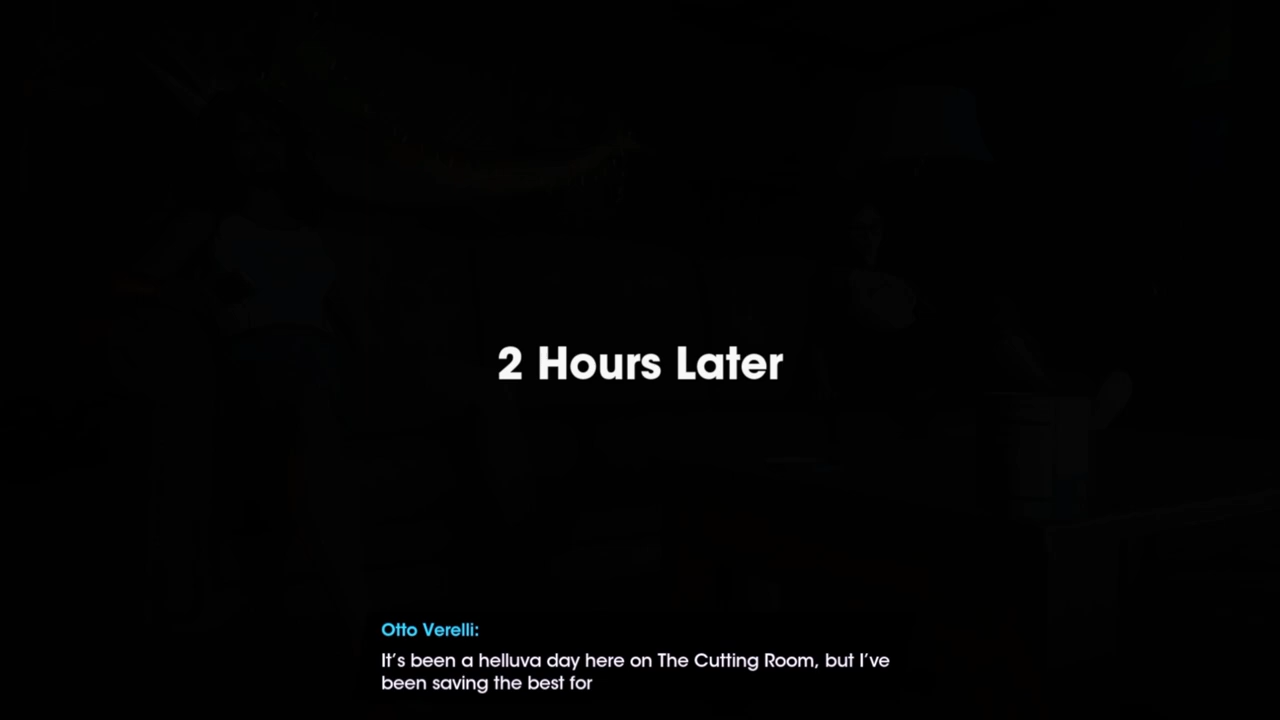 2 Hours Later
Otto Verelli:
It's been a helluva day here on The Cutting Room, but I've
been saving the best for